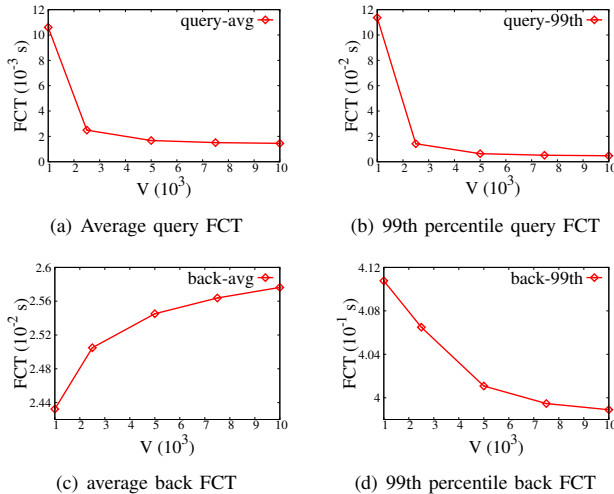 12
10
8
6
4
2
0
FCT (10-3 s)
query-avg
1 2 3 4 5 6 7 8 9 10
V (10^3)
(a) Average query FCT
12
10
8
6
4
2
0
FCT (10-2 s)
query-99th
1 2 3 4 5 6 7 8 9 10
V (10^3)
(b) 99th percentile query FCT
2.6
2.56
2.52
2.48
2.44
FCT (10-2 s)
back-avg
1 2 3 4 5 6 7 8 9 10
V (10^3)
(c) average back FCT
4.12
4.08
4.04
4
FCT (10-1 s)
back-99th
1 2 3 4 5 6 7 8 9 10
V (10^3)
(d) 99th percentile back FCT